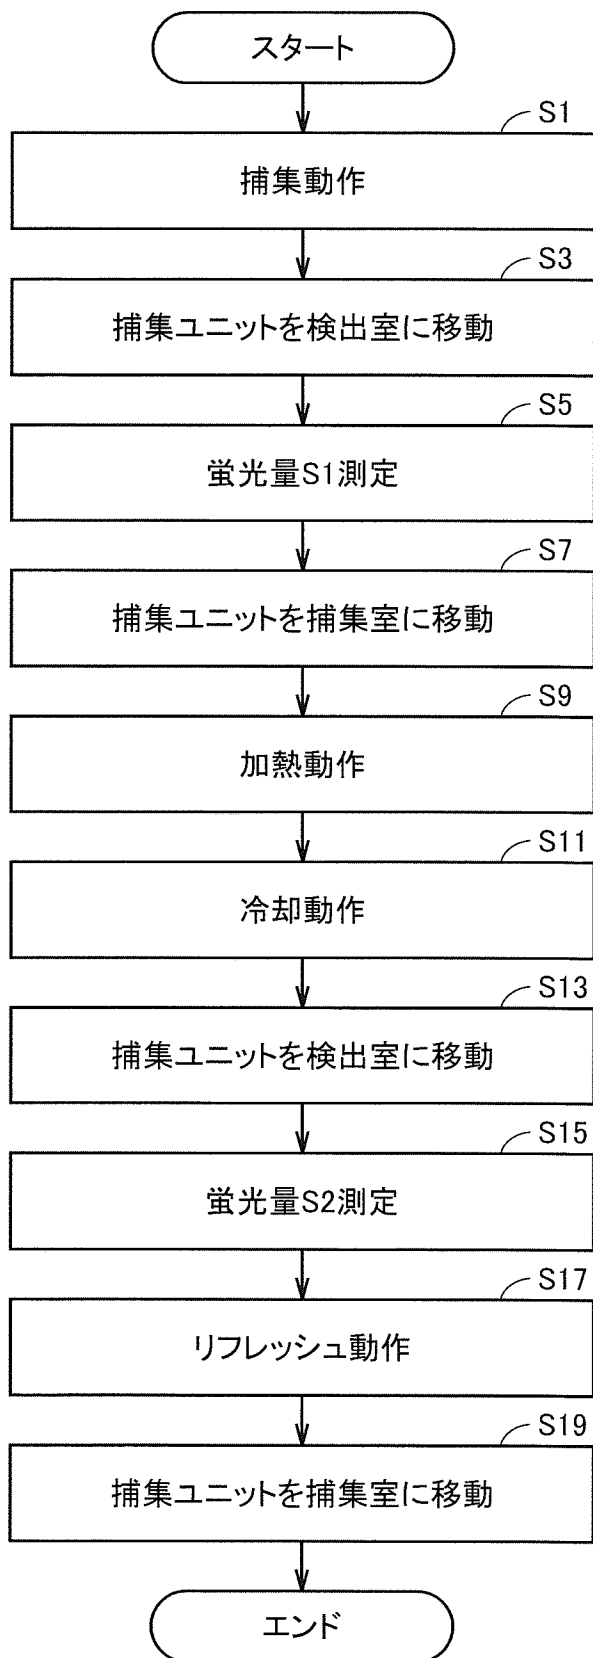 スタート
S1
捕集動作
S3
捕集ユニットを検出室に移動
S5
蛍光量S1測定
S7
捕集ユニットを捕集室に移動
S9
加熱動作
S11
冷却動作
S13
捕集ユニットを検出室に移動
S15
蛍光量S2測定
S17
リフレッシュ動作
S19
捕集ユニットを捕集室に移動
エンド